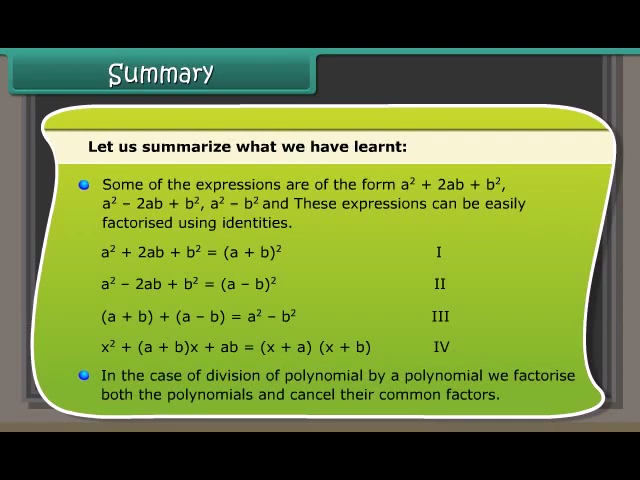 Summary
Let us summarize what we have learnt:
Some of the expressions are of the form a² + 2ab + b²,
a² – 2ab + b², a² – b² and These expressions can be easily
factorised using identities.
a² + 2ab + b² = (a + b)² I
a² – 2ab + b² = (a – b)² II
(a + b) + (a – b) = a² – b² III
x² + (a + b)x + ab = (x + a) (x + b) IV
In the case of division of polynomial by a polynomial we factorise
both the polynomials and cancel their common factors.